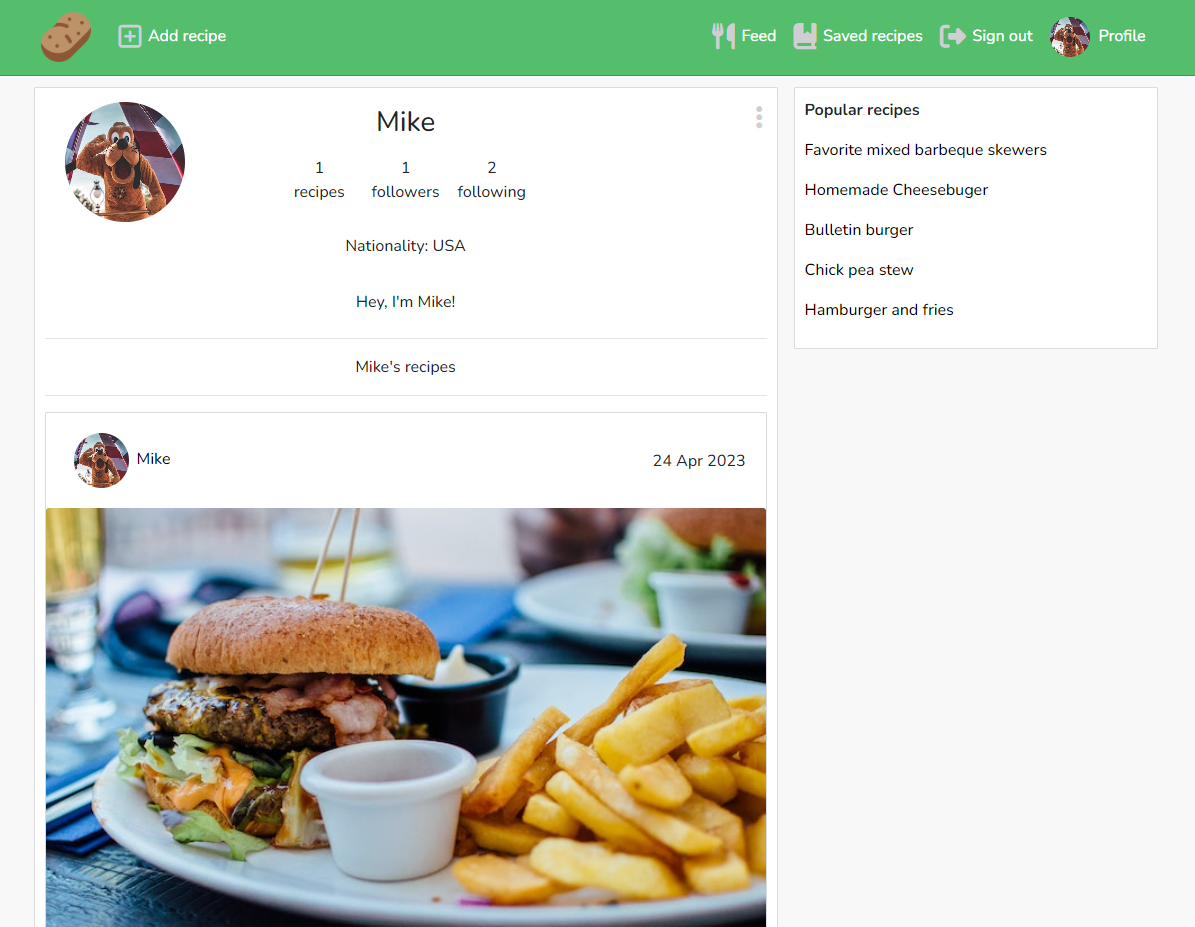 Add recipe
Feed
Saved recipes
Sign out
Profile
Mike
1
recipes
1
followers
2
following
Nationality: USA
Hey, I'm Mike!
Mike's recipes
Mike
24 Apr 2023
Popular recipes
Favorite mixed barbeque skewers
Homemade Cheesebuger
Bulletin burger
Chick pea stew
Hamburger and fries